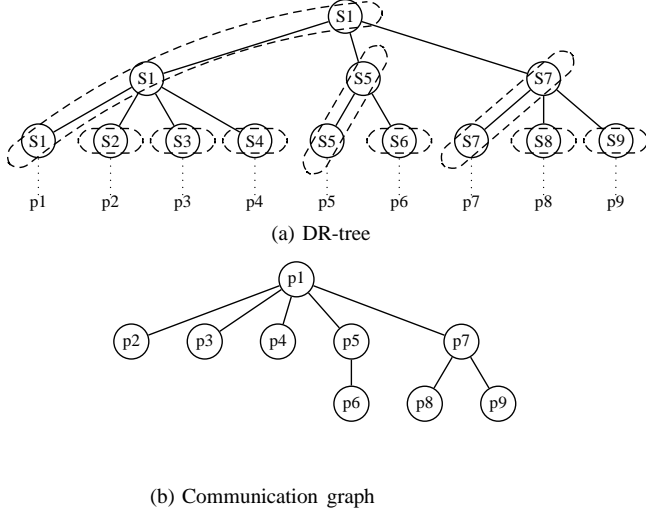 S1
S1 S5 S7
S1 S2 S3 S4 S5 S6 S7 S8 S9
p1 p2 p3 p4 p5 p6 p7 p8 p9
(a) DR-tree
p1
p2 p3 p4 p5 p7
p6 p8 p9
(b) Communication graph